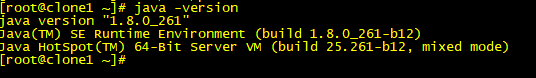 [root@clone1 ~]# java -version
java version "1.8.0_261"
Java(TM) SE Runtime Environment (build 1.8.0_261-b12)
Java HotSpot(TM) 64-Bit Server VM (build 25.261-b12, mixed mode)
[root@clone1 ~]#